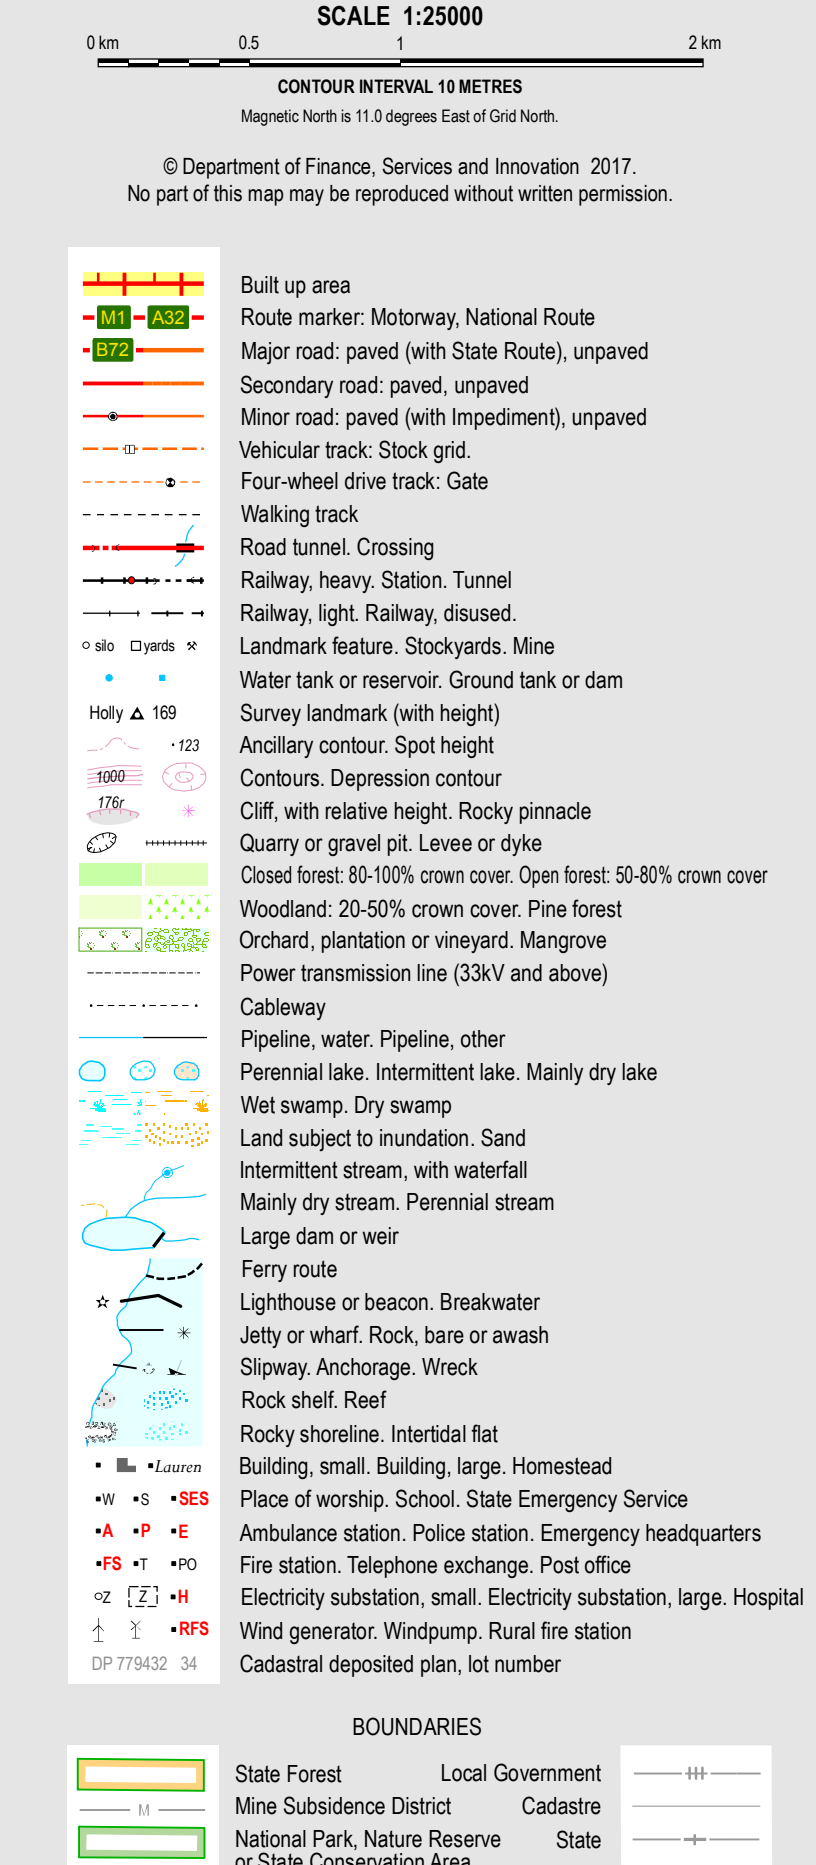 SCALE 1:25000
0 km 0.5 1 2 km
CONTOUR INTERVAL 10 METRES
Magnetic North is 11.0 degrees East of Grid North.
© Department of Finance, Services and Innovation 2017.
No part of this map may be reproduced without written permission.
Built up area
M1 A32 Route marker: Motorway, National Route
B72 Major road: paved (with State Route), unpaved
Secondary road: paved, unpaved
Minor road: paved (with Impediment), unpaved
Vehicular track: Stock grid.
Four-wheel drive track: Gate
Walking track
Road tunnel. Crossing
Railway, heavy. Station. Tunnel
Railway, light. Railway, disused.
silo yards Landmark feature. Stockyards. Mine
Water tank or reservoir. Ground tank or dam
Holly 169 Survey landmark (with height)
123 Ancillary contour. Spot height
1000 Contours. Depression contour
176r Cliff, with relative height. Rocky pinnacle
Quarry or gravel pit. Levee or dyke
Closed forest: 80-100% crown cover. Open forest: 50-80% crown cover
Woodland: 20-50% crown cover. Pine forest
Orchard, plantation or vineyard. Mangrove
Power transmission line (33kV and above)
Cableway
Pipeline, water. Pipeline, other
Perennial lake. Intermittent lake. Mainly dry lake
Wet swamp. Dry swamp
Land subject to inundation. Sand
Intermittent stream, with waterfall
Mainly dry stream. Perennial stream
Large dam or weir
Ferry route
Lighthouse or beacon. Breakwater
Jetty or wharf. Rock, bare or awash
Slipway. Anchorage. Wreck
Rock shelf. Reef
Rocky shoreline. Intertidal flat
Lauren Building, small. Building, large. Homestead
W S SES Place of worship. School. State Emergency Service
A P E Ambulance station. Police station. Emergency headquarters
FS T PO Fire station. Telephone exchange. Post office
Z Z H Electricity substation, small. Electricity substation, large. Hospital
RFS Wind generator. Windpump. Rural fire station
DP 779432 34 Cadastral deposited plan, lot number
BOUNDARIES
State Forest Local Government
M Mine Subsidence District Cadastre
National Park, Nature Reserve State
or State Conservation Area